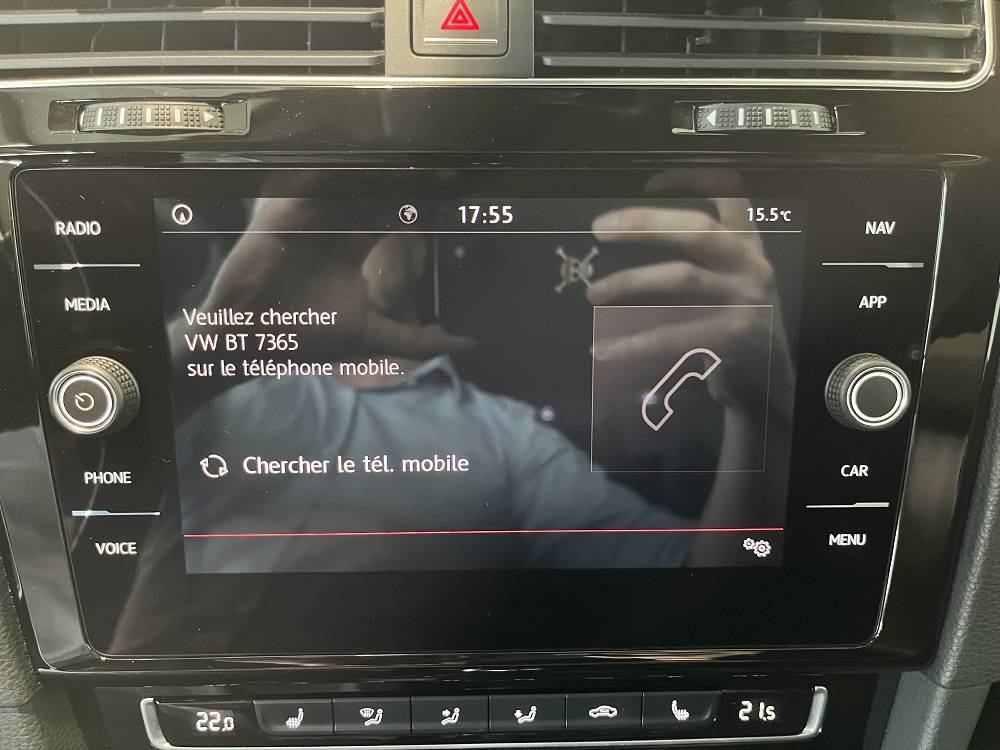 17:55
15.5°C
RADIO
NAV
MEDIA
APP
Veuillez chercher
VW BT 7365
sur le téléphone mobile.
Chercher le tél. mobile
PHONE
CAR
VOICE
MENU
22.0
21.5